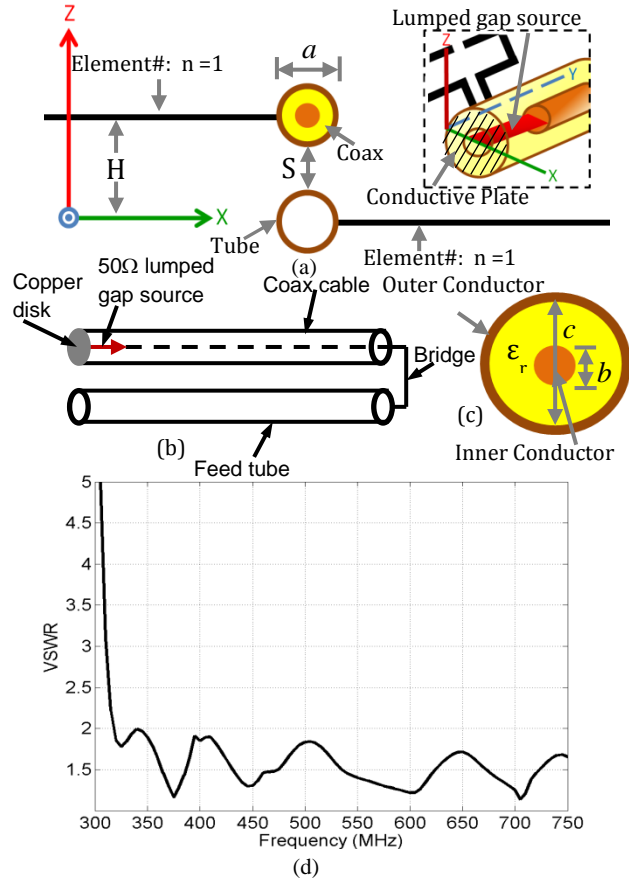 Z
Lumped gap source
Element#: n =1
a
Z
Y
H
Coax
S
X
X
Conductive Plate
Tube
(a)
Element#: n =1
Copper disk
50Ω lumped gap source
Coax cable
Outer Conductor
Bridge
εr
c
b
(c)
(b)
Inner Conductor
Feed tube
5
4.5
4
3.5
3
2.5
2
1.5
VSWR
300 350 400 450 500 550 600 650 700 750
Frequency (MHz)
(d)